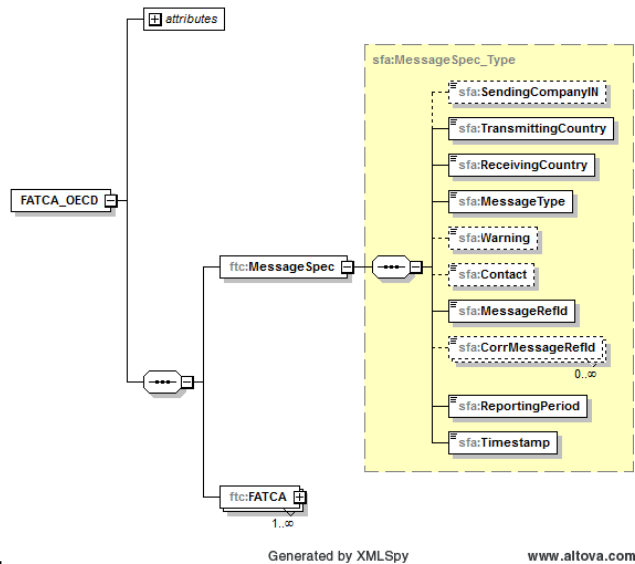 attributes
sfa:MessageSpec_Type
sfa:SendingCompanyIN
sfa:TransmittingCountry
sfa:ReceivingCountry
FATCA_OECD
sfa:MessageType
sfa:Warning
ftc:MessageSpec
sfa:Contact
sfa:MessageRefId
sfa:CorrMessageRefId
0..∞
sfa:ReportingPeriod
sfa:Timestamp
ftc:FATCA
1..∞
Generated by XMLSpy
www.altova.com